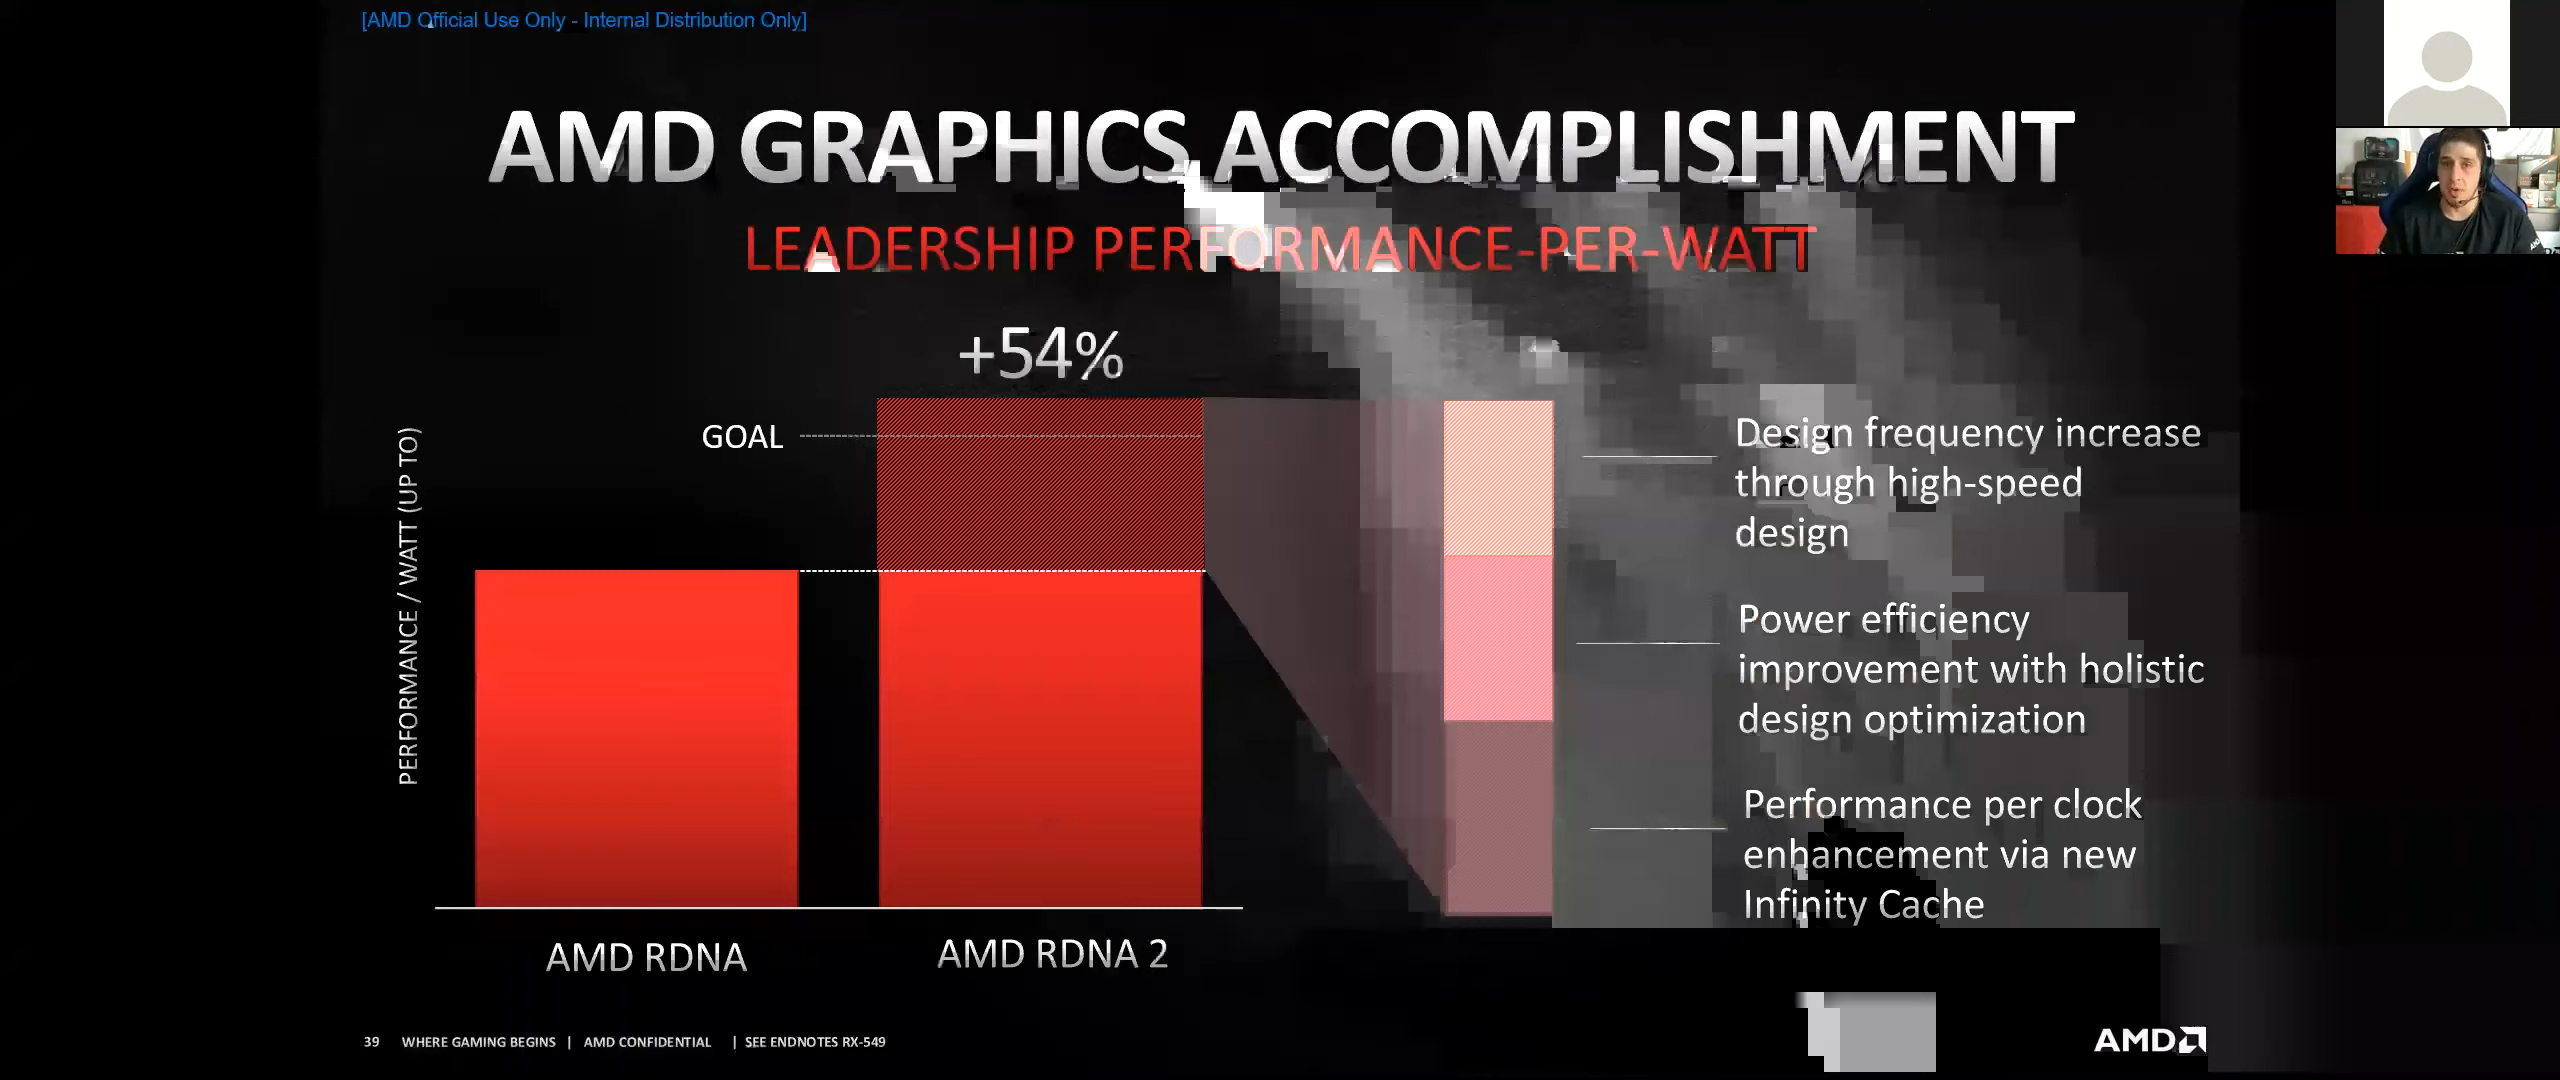 [AMD Official Use Only - Internal Distribution Only]
AMD GRAPHICS ACCOMPLISHMENT
LEADERSHIP PERFORMANCE-PER-WATT
+54%
GOAL
PERFORMANCE / WATT (UP TO)
Design frequency increase
through high-speed
design
Power efficiency
improvement with holistic
design optimization
Performance per clock
enhancement via new
Infinity Cache
AMD RDNA
AMD RDNA 2
39 WHERE GAMING BEGINS | AMD CONFIDENTIAL | SEE ENDNOTES RX-549
AMD